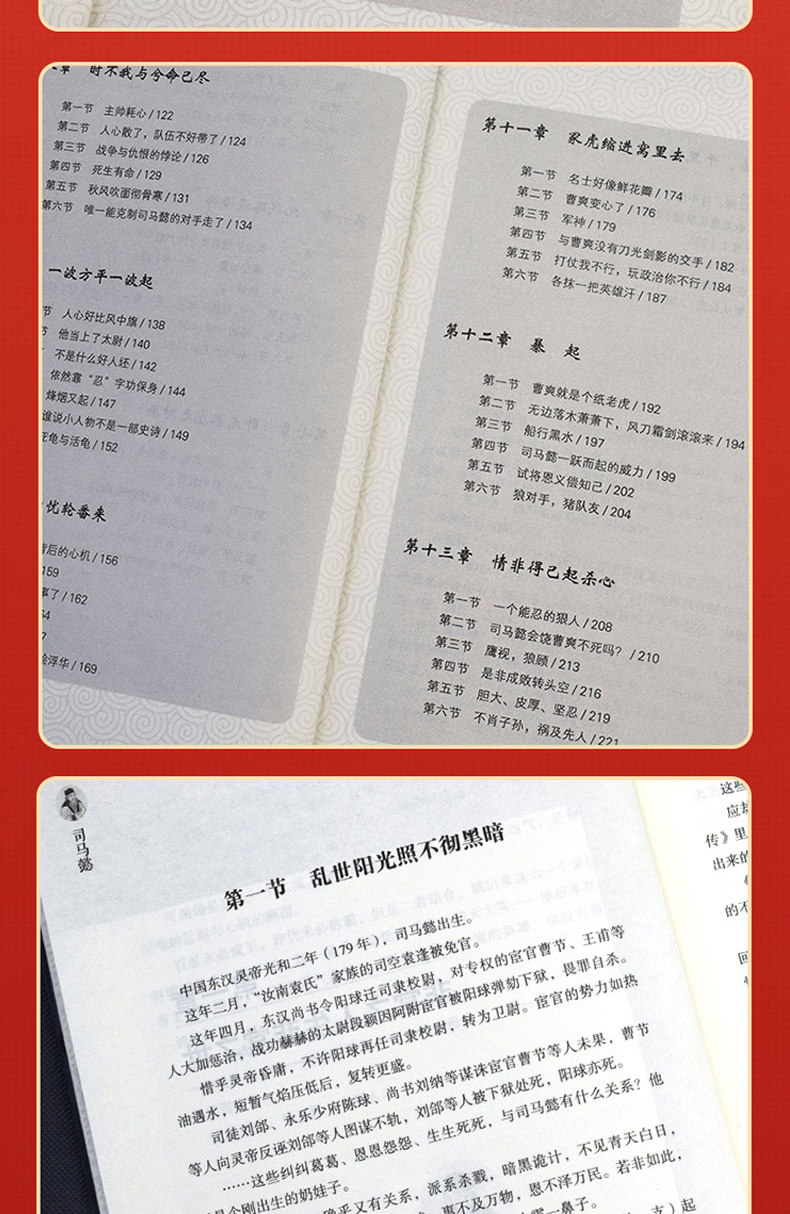 章 时不我与兮命已尽
第一节 主帅耗心 / 122
第二节 人心散了，队伍不好带了 / 124
第三节 战争与仇恨的悖论 / 126
第四节 死生有命 / 129
第五节 秋风吹面彻骨寒 / 131
第六节 唯一能克制司马懿的对手走了 / 134
一波方平一波起
节 人心好比风中旗 / 138
节 他当上了太尉 / 140
不是什么好人坯 / 142
依然靠“忍”字功保身 / 144
烽烟又起 / 147
谁说小人物不是一部史诗 / 149
死龟与活龟 / 152
忧轮番来
背后的心机 / 156
159
事了 / 162
浮华 / 169
第十一章 冢虎缩进窝里去
第一节 名士好像鲜花瓣 / 174
第二节 曹爽变心了 / 176
第三节 军神 / 179
第四节 与曹爽没有刀光剑影的交手 / 182
第五节 打仗我不行，玩政治你不行 / 184
第六节 各抹一把英雄汗 / 187
第十二章 暴起
第一节 曹爽就是个纸老虎 / 192
第二节 无边落木萧萧下，风刀霜剑滚滚来 / 194
第三节 船行黑水 / 197
第四节 司马懿一跃而起的威力 / 199
第五节 试将恩义偿知己 / 202
第六节 狼对手，猪队友 / 204
第十三章 情非得已起杀心
第一节 一个能忍的狠人 / 208
第二节 司马懿会饶曹爽不死吗？ / 210
第三节 鹰视，狼顾 / 213
第四节 是非成败转头空 / 216
第五节 胆大、皮厚、坚忍 / 219
第六节 不肖子孙，祸及先人 / 221
司马懿
第一节 乱世阳光照不彻黑暗
中国东汉灵帝光和二年（179 年），司马懿出生。
这年二月，“汝南袁氏”家族的司空袁逢被免官。
这年四月，东汉尚书令阳球迁司隶校尉，对专权的宦官曹节、王甫等
人大加惩治，战功赫赫的太尉段颎因阿附宦官被阳球弹劾下狱，畏罪自杀。
惜乎灵帝昏庸，不许阳球再任司隶校尉，转为卫尉。宦官的势力如热
油遇水，短暂气焰压低后，复转更盛。
司徒刘郃、永乐少府陈球、尚书刘纳等谋诛宦官曹节等人未果，曹节
等人向灵帝反诬刘郃等人图谋不轨，刘郃等人被下狱处死，阳球亦死。
……这些纠纠葛葛、恩恩怨怨、生生死死，与司马懿有什么关系？他
是个刚出生的奶娃子。
乎又有关系，派系杀戮，暗黑诡计，不见青天白日，
惠不及万物，恩不泽万民。若非如此，
一鼻子。
支）起
这些
应劫
传》里
出来的
的不